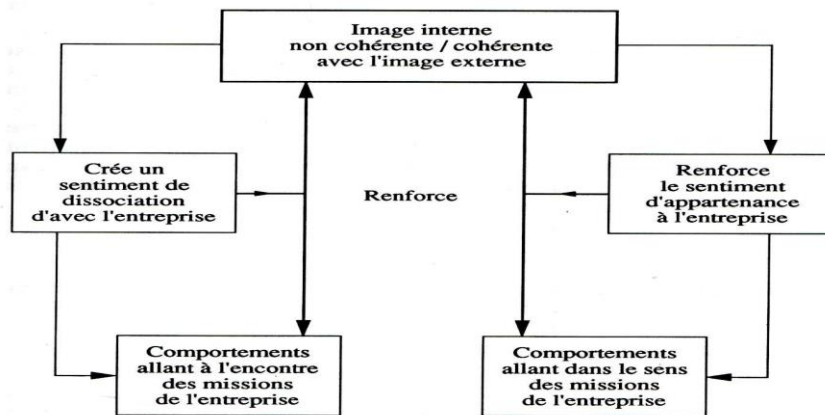 Image interne
non cohérente / cohérente
avec l'image externe
Crée un
sentiment de
dissociation
d'avec l'entreprise
Renforce
Renforce
le sentiment
d'appartenance
à l'entreprise
Comportements
allant à l'encontre
des missions
de l'entreprise
Comportements
allant dans le sens
des missions
de l'entreprise